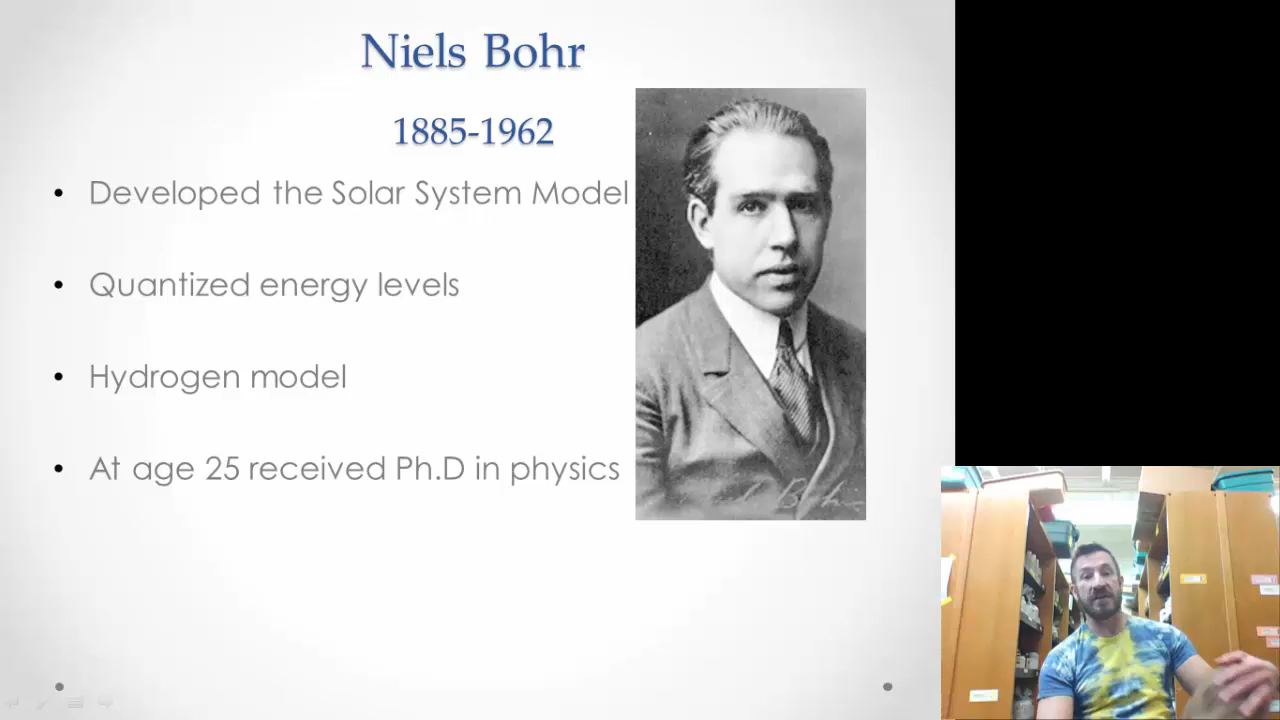 Niels Bohr
1885-1962
• Developed the Solar System Model
• Quantized energy levels
• Hydrogen model
• At age 25 received Ph.D in physics